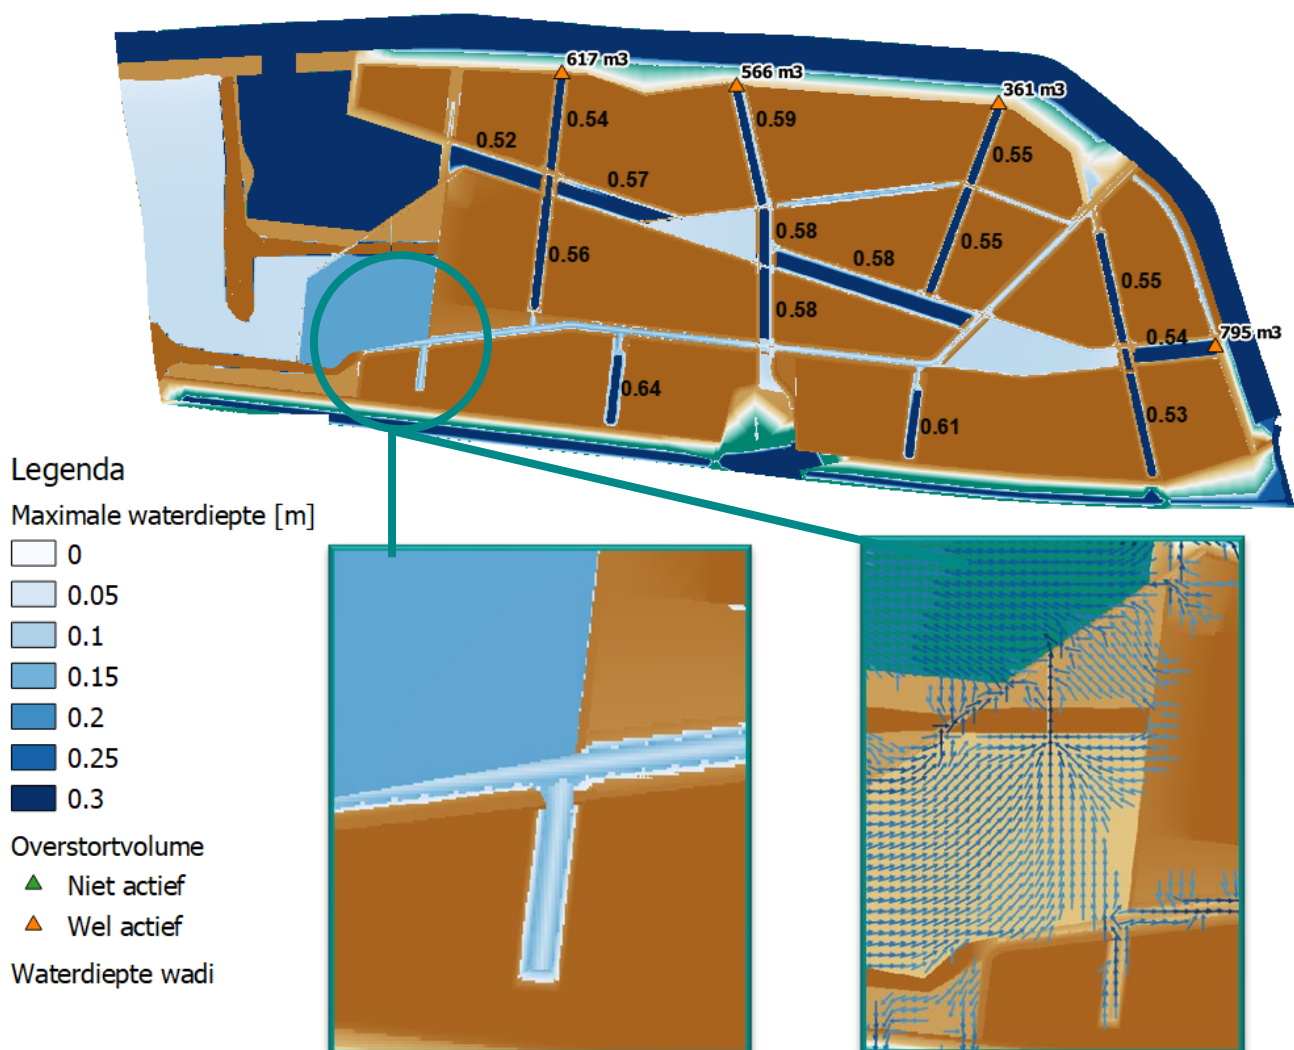 617 m3
566 m3
361 m3
0.54
0.59
0.52
0.55
0.57
0.58
0.55
0.56
0.58
0.55
0.58
0.54
795 m3
0.64
0.53
0.61
Legenda
Maximale waterdiepte [m]
0
0.05
0.1
0.15
0.2
0.25
0.3
Overstortvolume
Niet actief
Wel actief
Waterdiepte wadi